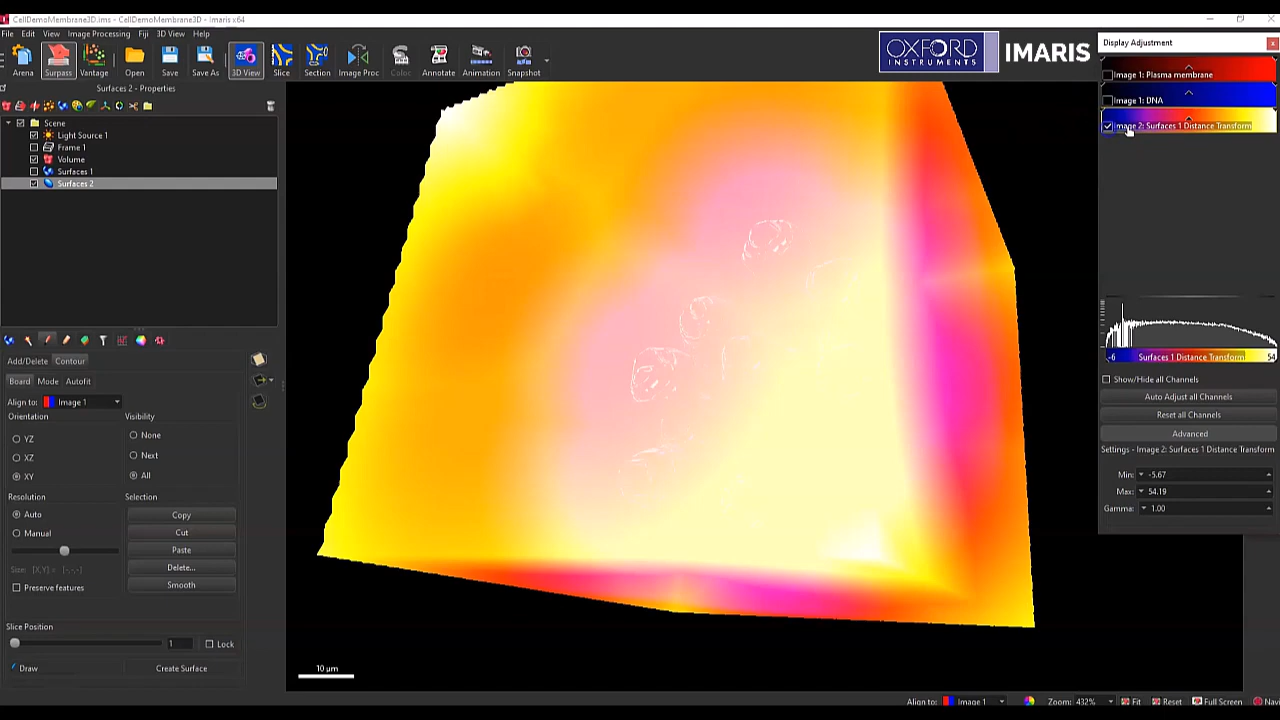 CellDemoMembrane3D.ims - CellDemoMembrane3D - Imaris x64
File Edit View Image Processing Fiji 3D View Help
Arena Surpass Vantage Open Save Save As 3D View Slice Section Image Proc Coloc Annotate Animation Snapshot
OXFORD INSTRUMENTS IMARIS
Surfaces 2 - Properties
Scene
Light Source 1
Frame 1
Volume
Surfaces 1
Surfaces 2
Add/Delete Contour
Board Mode Autofit
Align to: Image 1
Orientation Visibility
YZ None
XZ Next
XY All
Resolution Selection
Auto Copy
Manual Cut
Paste
Size: [X,Y] = [-,-,-] Delete...
Preserve features Smooth
Slice Position
1 Lock
Draw Create Surface
10 µm
Display Adjustment
Image 1: Plasma membrane
Image 1: DNA
Image 2: Surfaces 1 Distance Transform
-6 Surfaces 1 Distance Transform 54
Show/Hide all Channels
Auto Adjust all Channels
Reset all Channels
Advanced
Settings - Image 2: Surfaces 1 Distance Transform
Min: -5.67
Max: 54.19
Gamma: 1.00
Align to: Image 1 Zoom: 432% Fit Reset Full Screen Nav